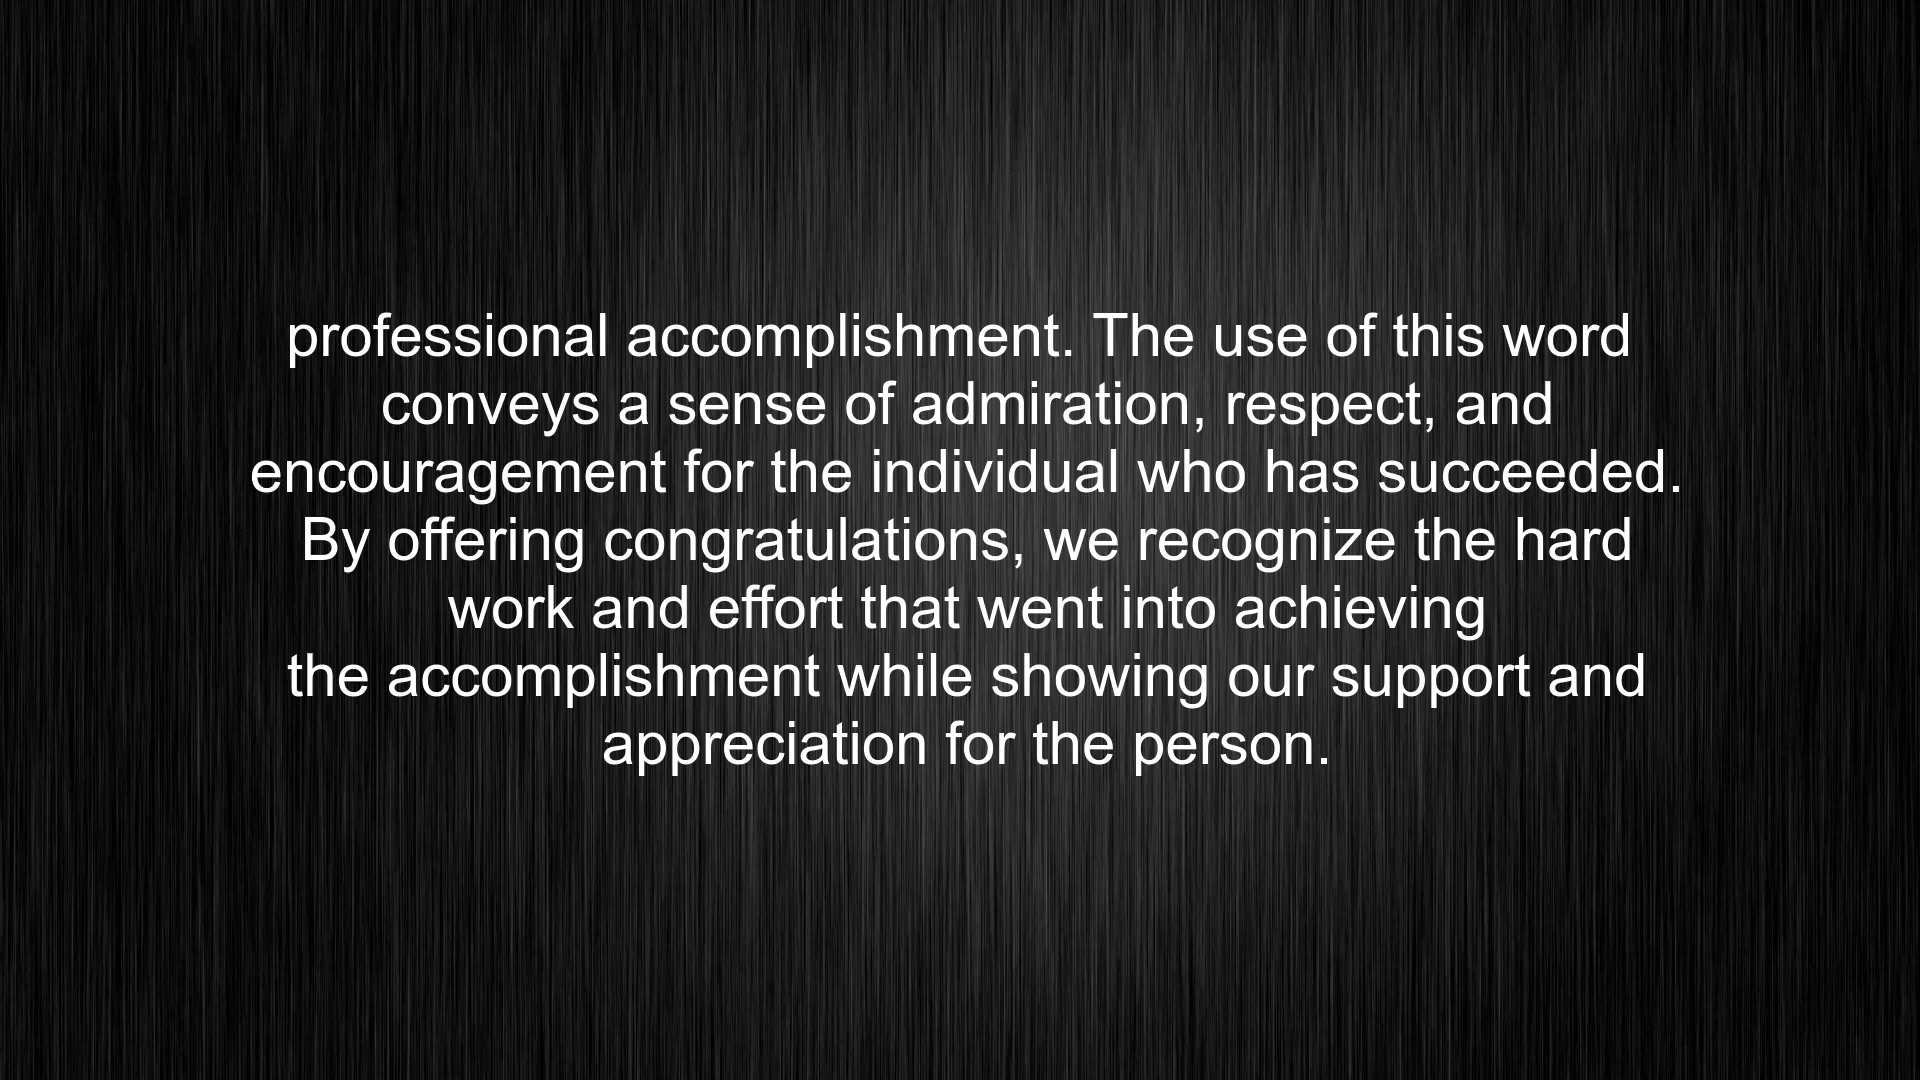 professional accomplishment. The use of this word
conveys a sense of admiration, respect, and
encouragement for the individual who has succeeded.
By offering congratulations, we recognize the hard
work and effort that went into achieving
the accomplishment while showing our support and
appreciation for the person.